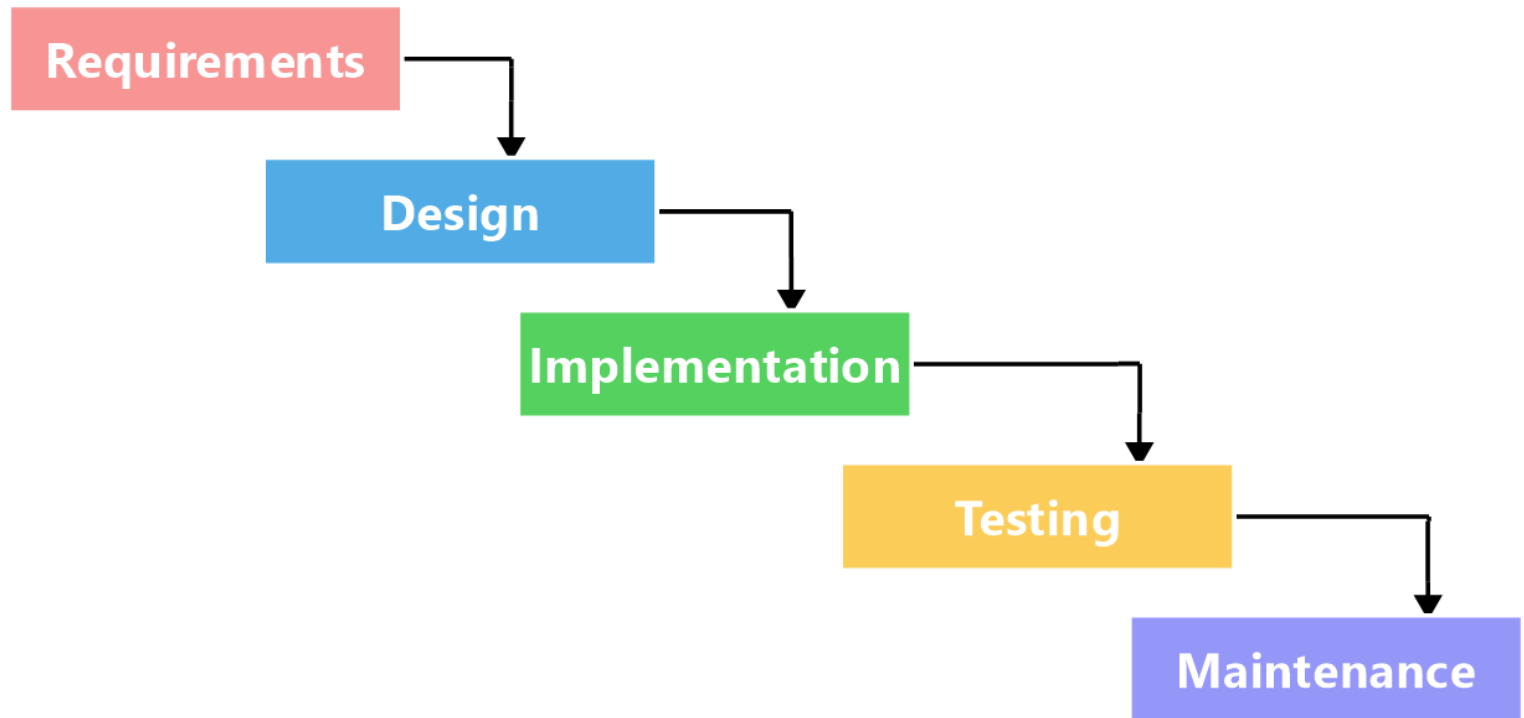 Requirements
Design
Implementation
Testing
Maintenance